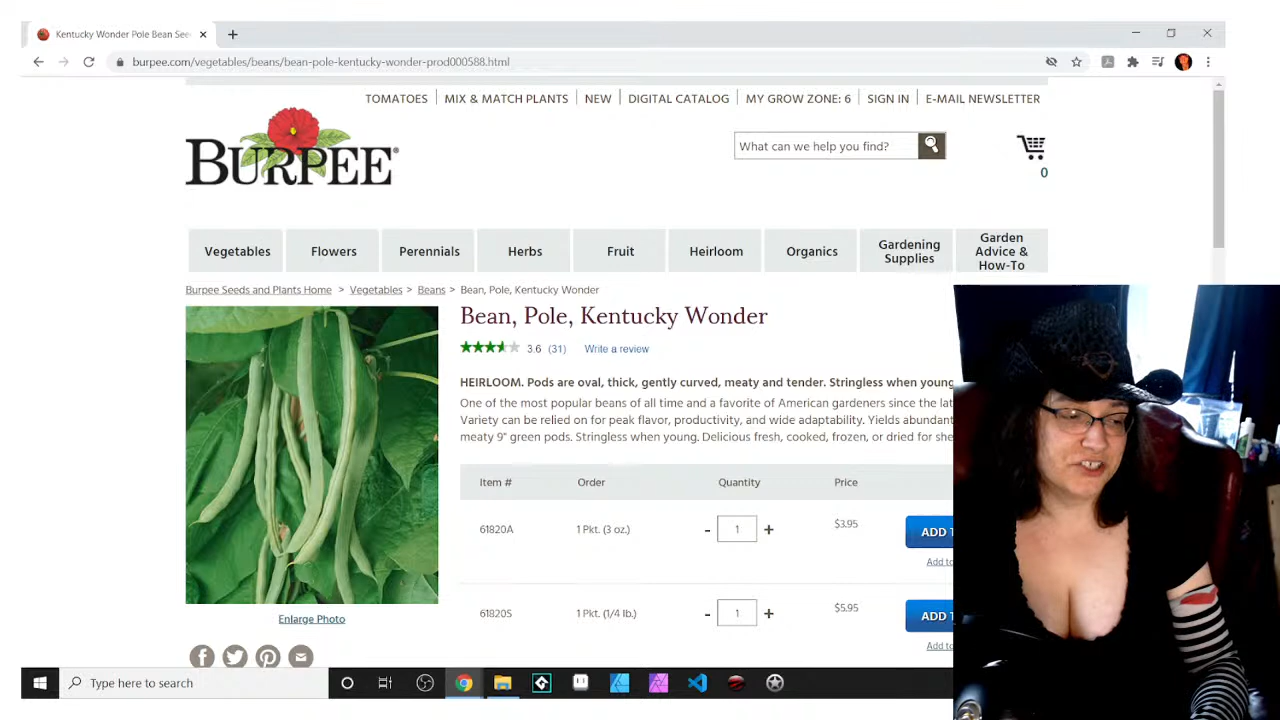 Kentucky Wonder Pole Bean See
burpee.com/vegetables/beans/bean-pole-kentucky-wonder-prod000588.html
TOMATOES MIX & MATCH PLANTS NEW DIGITAL CATALOG MY GROW ZONE: 6 SIGN IN E-MAIL NEWSLETTER
BURPEE®
What can we help you find?
0
Vegetables Flowers Perennials Herbs Fruit Heirloom Organics Gardening Supplies Garden Advice & How-To
Burpee Seeds and Plants Home > Vegetables > Beans > Bean, Pole, Kentucky Wonder
Bean, Pole, Kentucky Wonder
3.6 (31) Write a review
HEIRLOOM. Pods are oval, thick, gently curved, meaty and tender. Stringless when young
One of the most popular beans of all time and a favorite of American gardeners since the lat
Variety can be relied on for peak flavor, productivity, and wide adaptability. Yields abundant
meaty 9" green pods. Stringless when young. Delicious fresh, cooked, frozen, or dried for she
Item # Order Quantity Price
61820A 1 Pkt. (3 oz.) - 1 + $3.95 ADD T
Add to
61820S 1 Pkt. (1/4 lb.) - 1 + $5.95 ADD T
Add to
Enlarge Photo
Type here to search